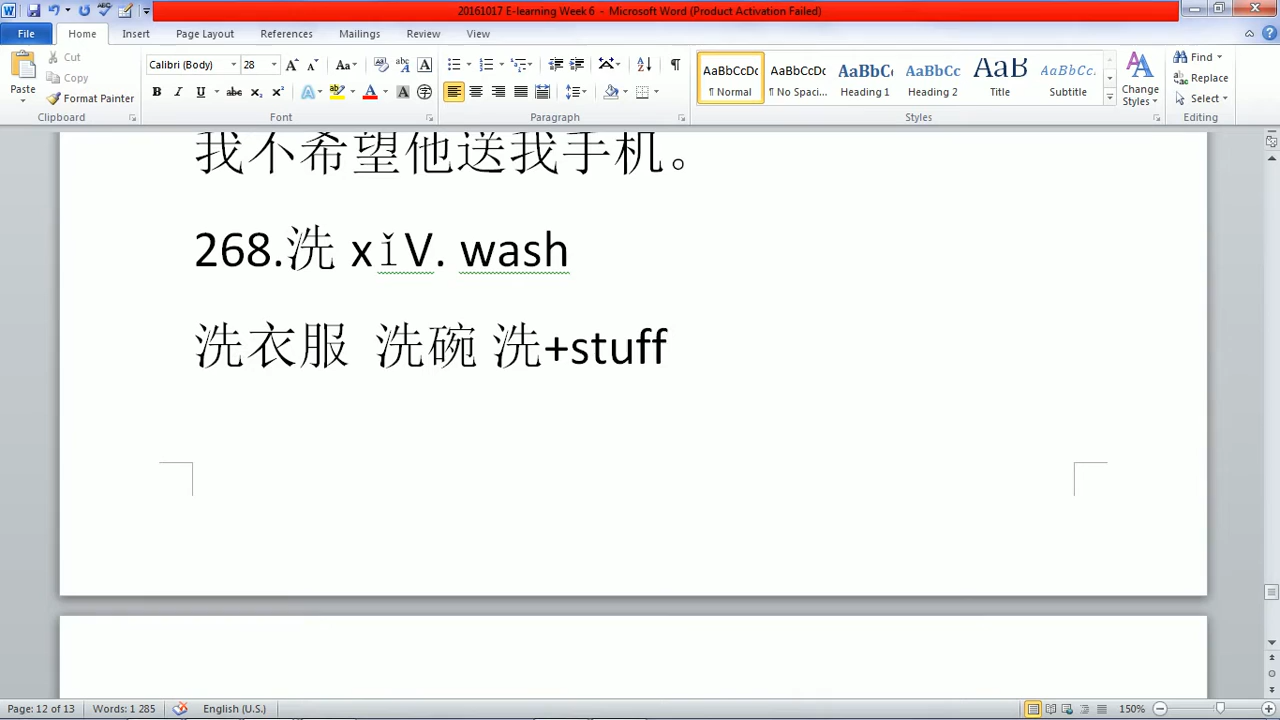 20161017 E-learning Week 6 - Microsoft Word (Product Activation Failed)
File Home Insert Page Layout References Mailings Review View
Paste Cut Copy Format Painter
Calibri (Body) 28
AaBbCcDc AaBbCcDc AaBbCc AaBbCc AaB AaBbCcDc
¶ Normal ¶ No Spaci... Heading 1 Heading 2 Title Subtitle
Change Styles
Find Replace Select
Clipboard Font Paragraph Styles Editing
我不希望他送我手机。
268.洗 xǐV. wash
洗衣服 洗碗 洗+stuff
Page: 12 of 13 Words: 1 285 English (U.S.) 150%